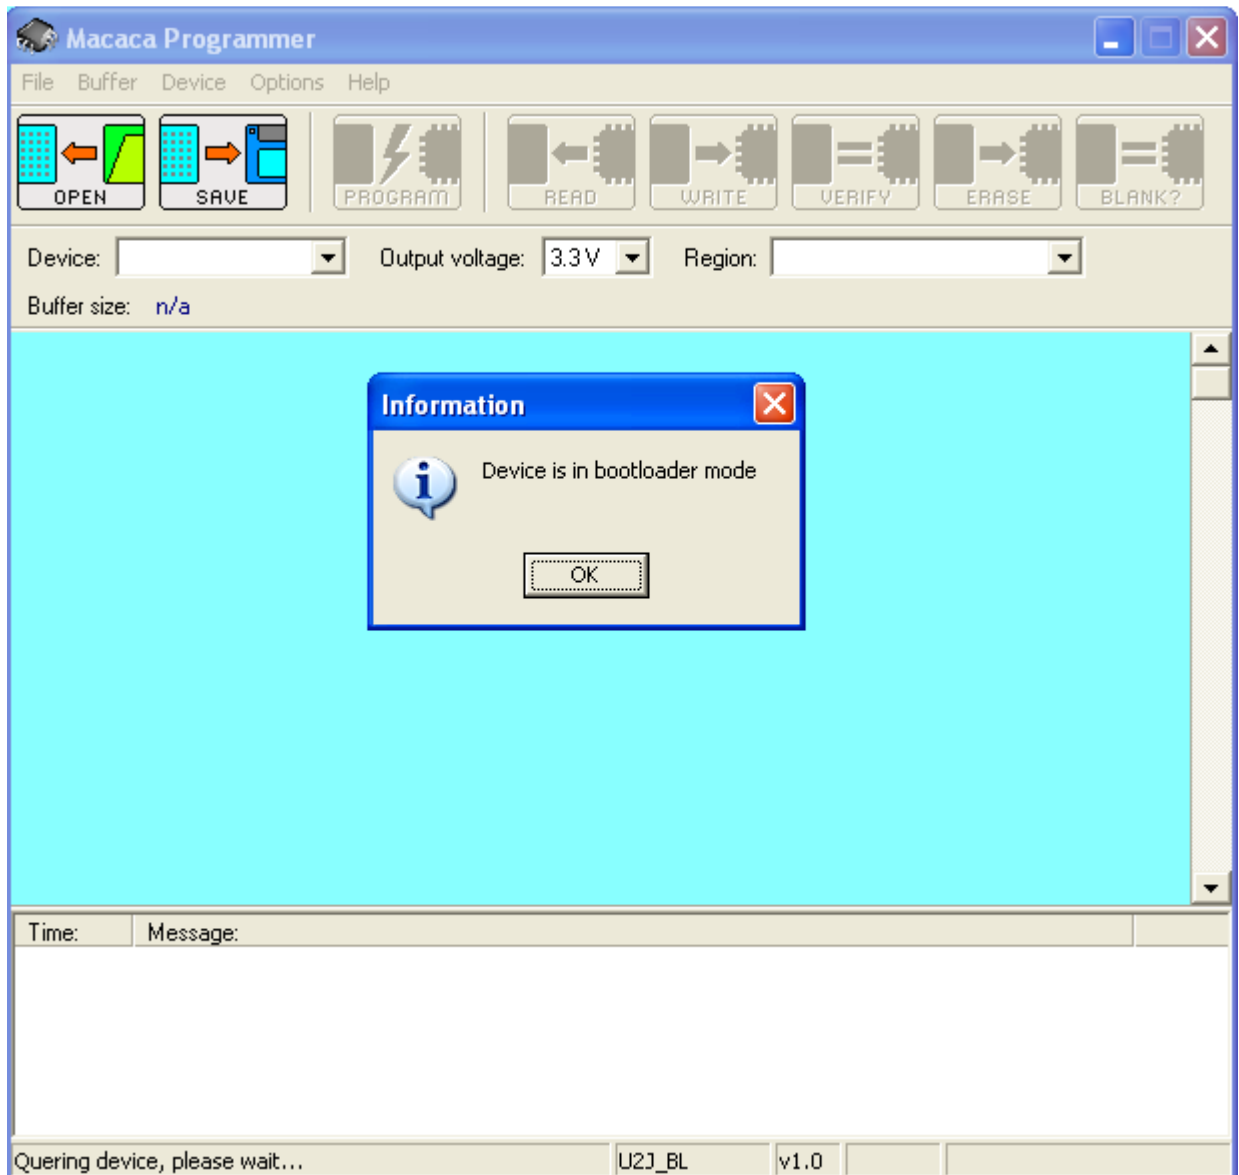 Macaca Programmer
File Buffer Device Options Help
OPEN SAVE PROGRAM READ WRITE VERIFY ERASE BLANK?
Device: Output voltage: 3.3 V Region:
Buffer size: n/a
Information
Device is in bootloader mode
OK
Time: Message:
Quering device, please wait... U2J_BL v1.0